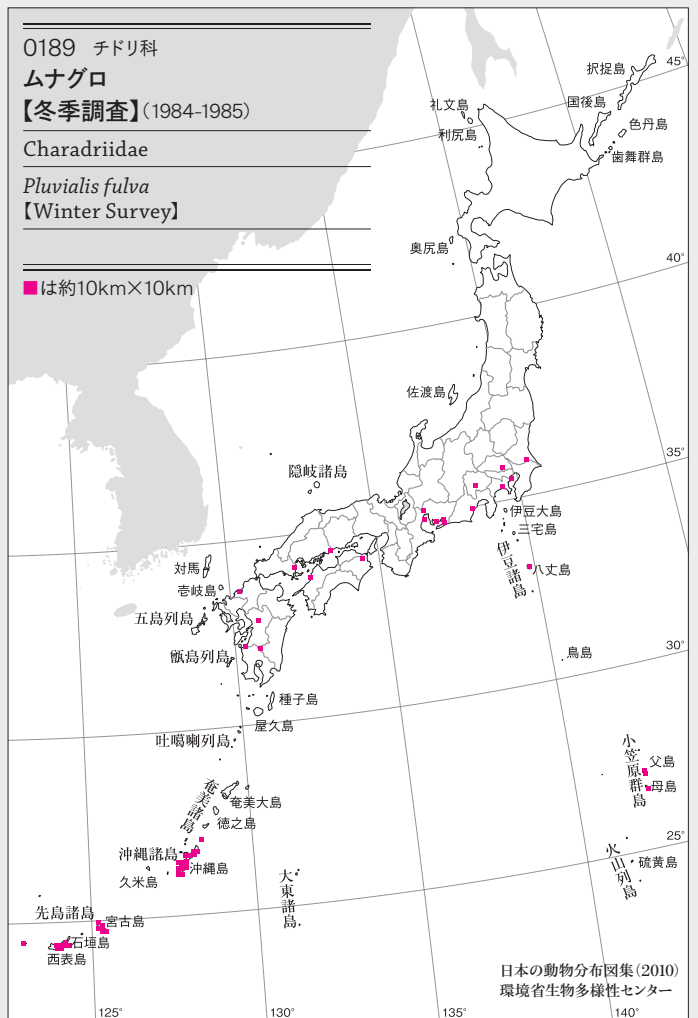 0189 チドリ科
ムナグロ
【冬季調査】(1984-1985)
Charadriidae
Pluvialis fulva
【Winter Survey】
■は約10km×10km
択捉島
45°
礼文島
国後島
利尻島
色丹島
歯舞群島
奥尻島
40°
佐渡島
35°
隠岐諸島
伊豆大島
三宅島
伊豆諸島
八丈島
対馬
壱岐島
五島列島
甑島列島
鳥島
30°
種子島
屋久島
吐噶喇列島
小笠原群島
父島
母島
奄美諸島
奄美大島
徳之島
25°
沖縄諸島
沖縄島
久米島
火山列島
硫黄島
大東諸島
先島諸島
宮古島
石垣島
西表島
日本の動物分布図集(2010)
環境省生物多様性センター
125°
130°
135°
140°